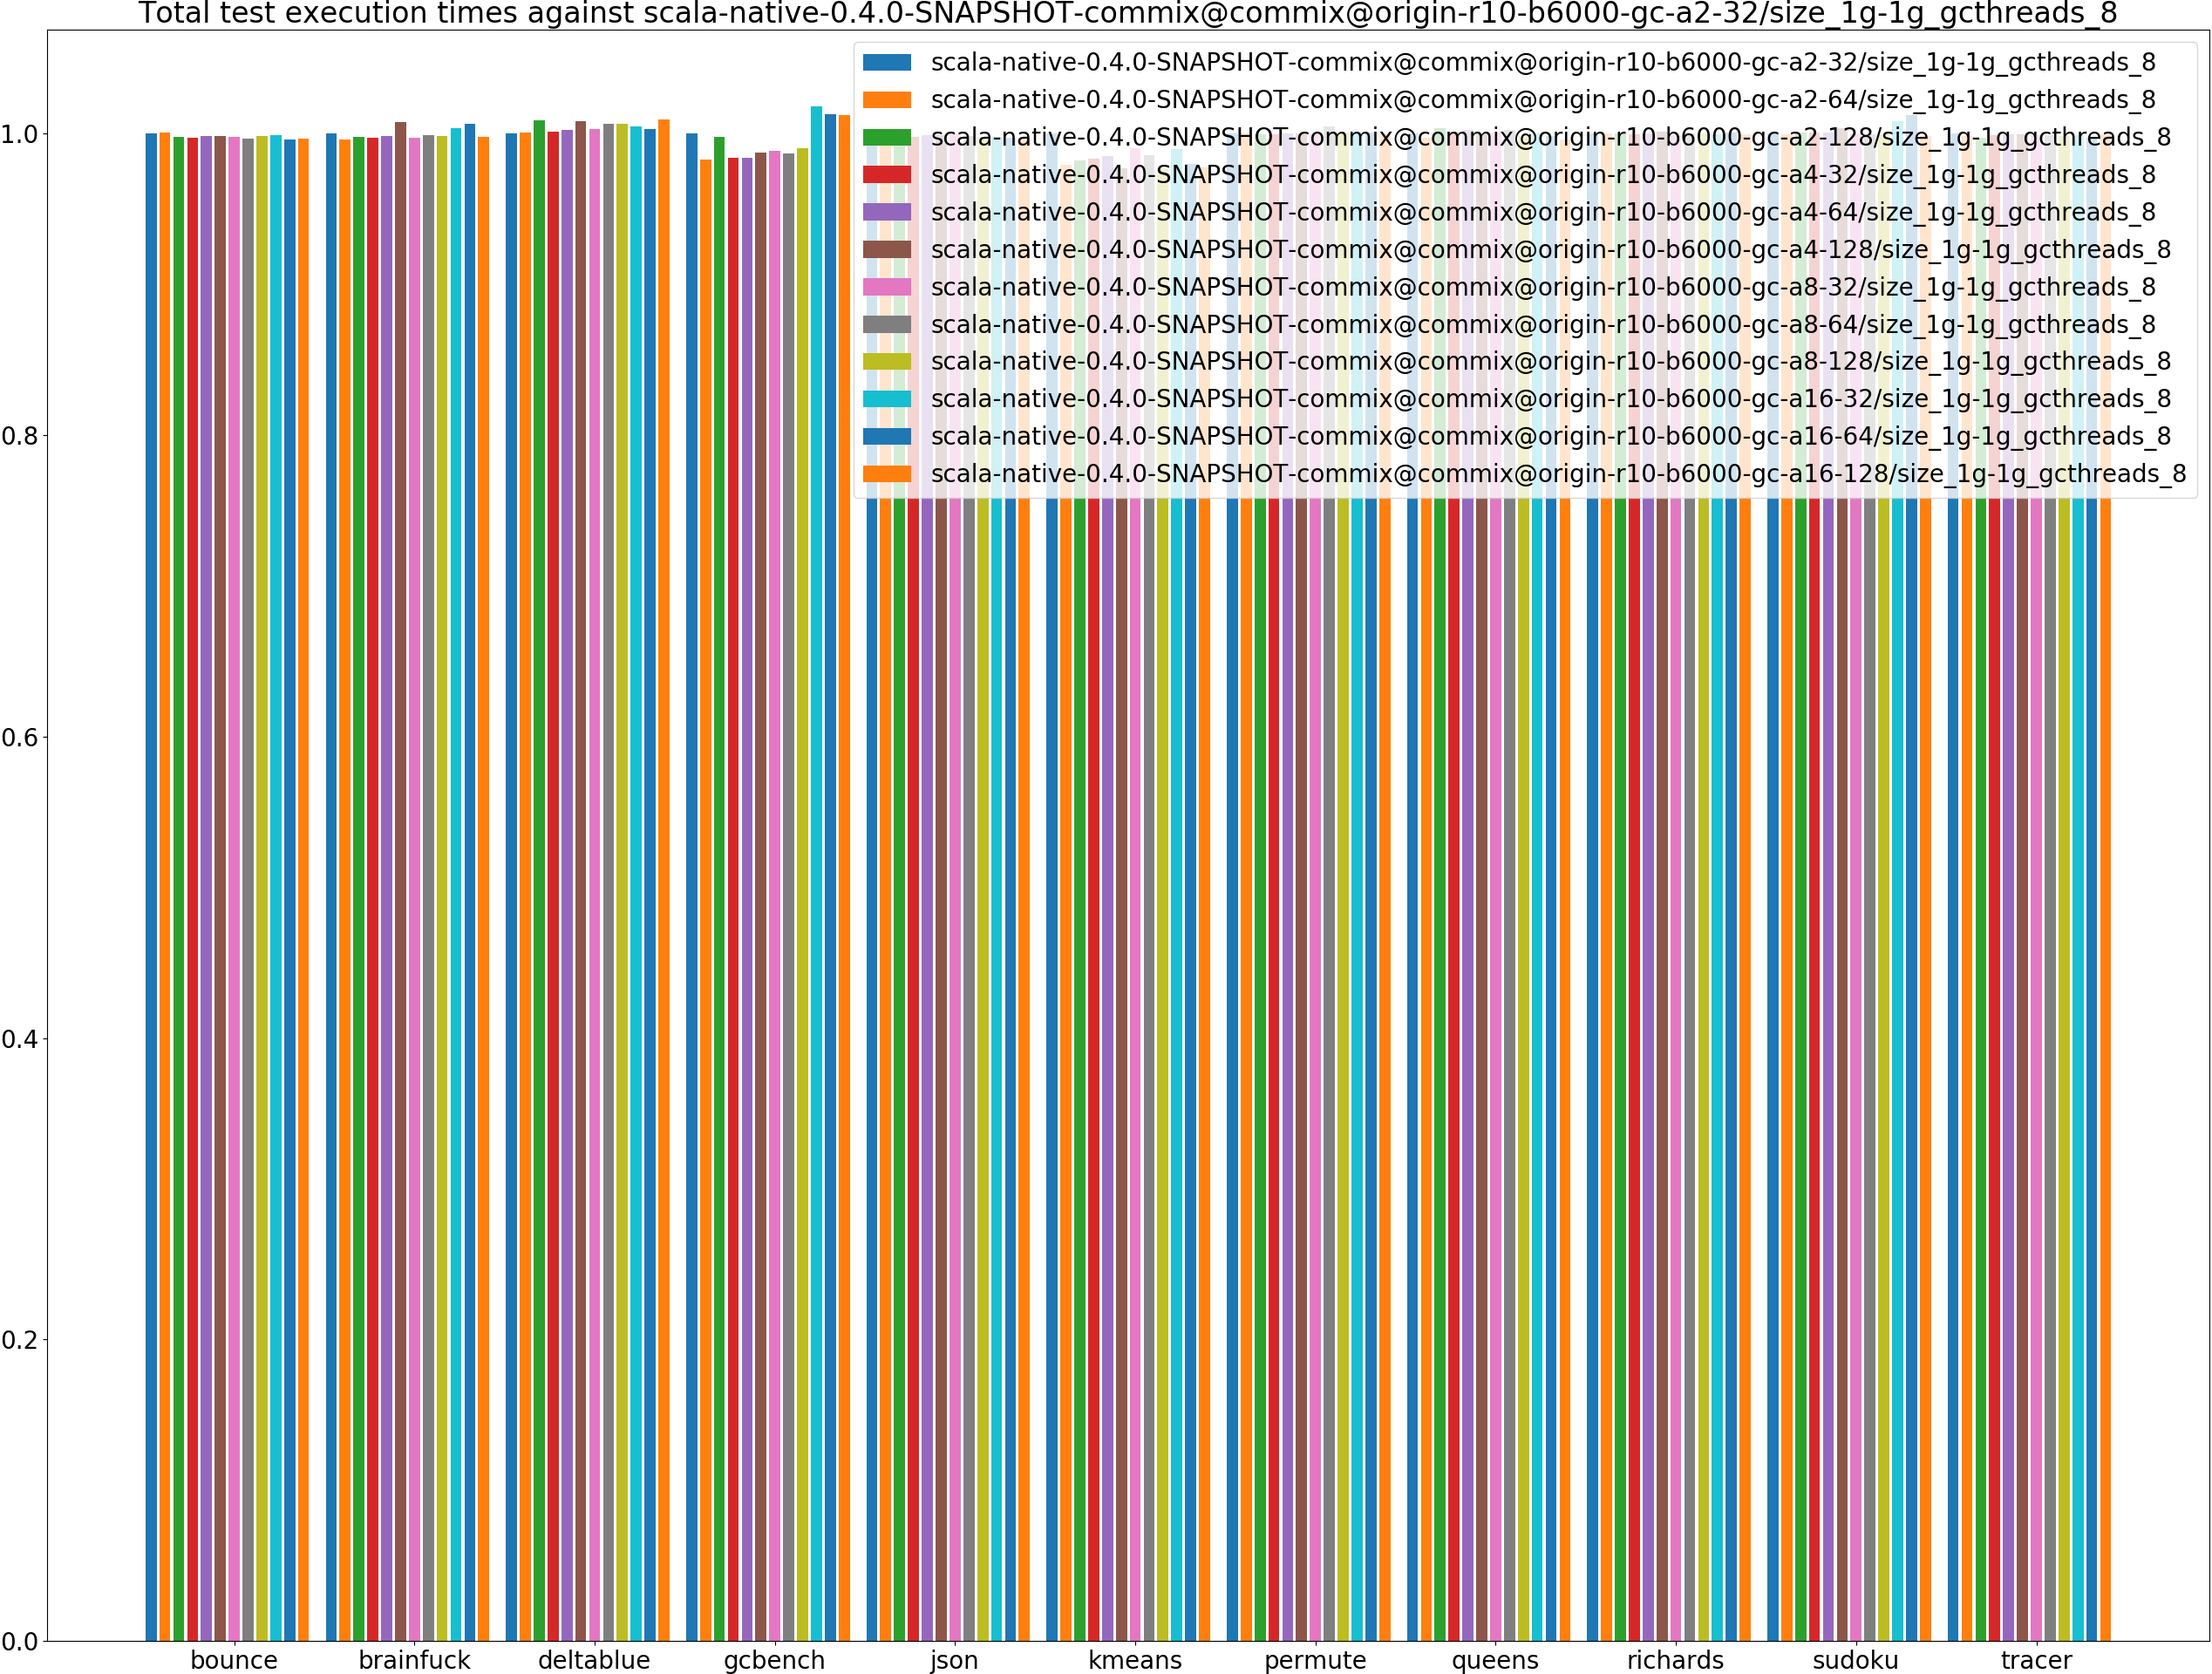 Total test execution times against scala-native-0.4.0-SNAPSHOT-commix@commix@origin-r10-b6000-gc-a2-32/size_1g-1g_gcthreads_8
scala-native-0.4.0-SNAPSHOT-commix@commix@origin-r10-b6000-gc-a2-32/size_1g-1g_gcthreads_8
scala-native-0.4.0-SNAPSHOT-commix@commix@origin-r10-b6000-gc-a2-64/size_1g-1g_gcthreads_8
scala-native-0.4.0-SNAPSHOT-commix@commix@origin-r10-b6000-gc-a2-128/size_1g-1g_gcthreads_8
scala-native-0.4.0-SNAPSHOT-commix@commix@origin-r10-b6000-gc-a4-32/size_1g-1g_gcthreads_8
scala-native-0.4.0-SNAPSHOT-commix@commix@origin-r10-b6000-gc-a4-64/size_1g-1g_gcthreads_8
scala-native-0.4.0-SNAPSHOT-commix@commix@origin-r10-b6000-gc-a4-128/size_1g-1g_gcthreads_8
scala-native-0.4.0-SNAPSHOT-commix@commix@origin-r10-b6000-gc-a8-32/size_1g-1g_gcthreads_8
scala-native-0.4.0-SNAPSHOT-commix@commix@origin-r10-b6000-gc-a8-64/size_1g-1g_gcthreads_8
scala-native-0.4.0-SNAPSHOT-commix@commix@origin-r10-b6000-gc-a8-128/size_1g-1g_gcthreads_8
scala-native-0.4.0-SNAPSHOT-commix@commix@origin-r10-b6000-gc-a16-32/size_1g-1g_gcthreads_8
scala-native-0.4.0-SNAPSHOT-commix@commix@origin-r10-b6000-gc-a16-64/size_1g-1g_gcthreads_8
scala-native-0.4.0-SNAPSHOT-commix@commix@origin-r10-b6000-gc-a16-128/size_1g-1g_gcthreads_8
1.0
0.8
0.6
0.4
0.2
0.0
bounce brainfuck deltablue gcbench json kmeans permute queens richards sudoku tracer